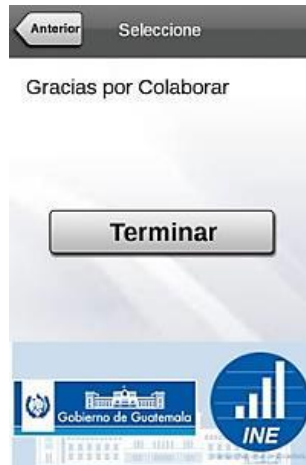 Anterior
Seleccione
Gracias por Colaborar
Terminar
Gobierno de Guatemala
INE